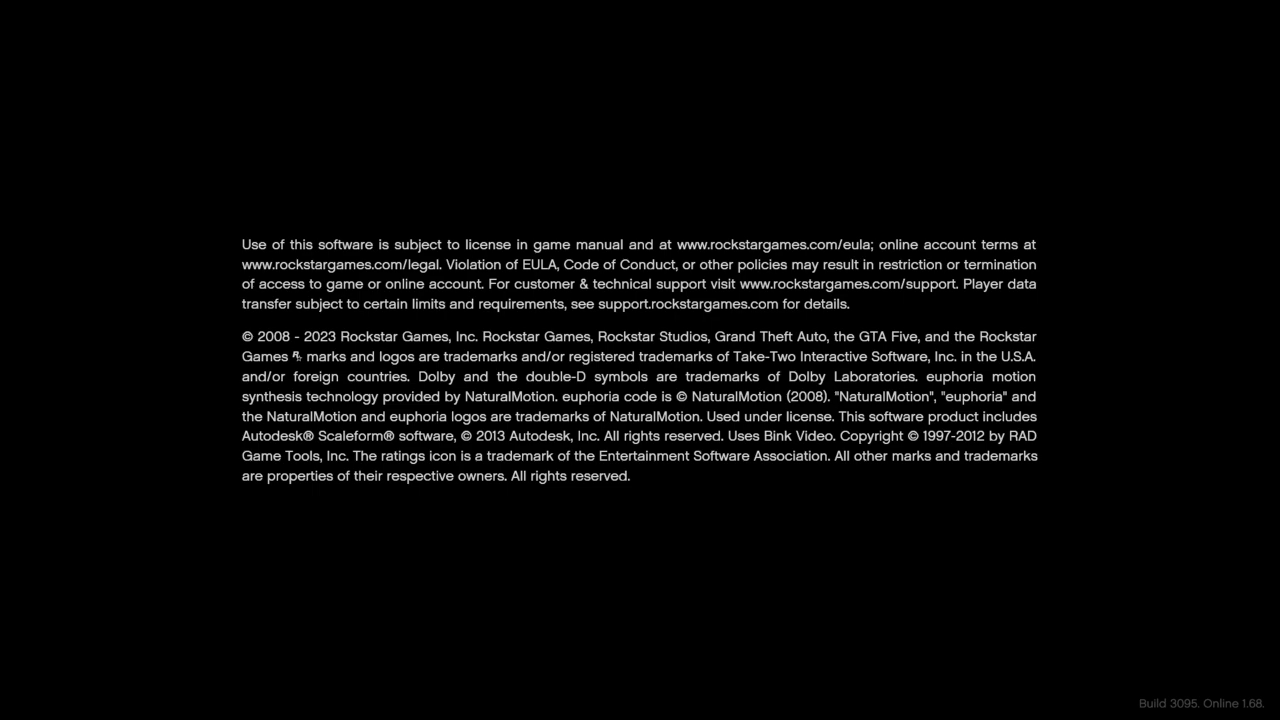 Use of this software is subject to license in game manual and at www.rockstargames.com/eula; online account terms at
www.rockstargames.com/legal. Violation of EULA, Code of Conduct, or other policies may result in restriction or termination
of access to game or online account. For customer & technical support visit www.rockstargames.com/support. Player data
transfer subject to certain limits and requirements, see support.rockstargames.com for details.
© 2008 - 2023 Rockstar Games, Inc. Rockstar Games, Rockstar Studios, Grand Theft Auto, the GTA Five, and the Rockstar
Games R* marks and logos are trademarks and/or registered trademarks of Take-Two Interactive Software, Inc. in the U.S.A.
and/or foreign countries. Dolby and the double-D symbols are trademarks of Dolby Laboratories. euphoria motion
synthesis technology provided by NaturalMotion. euphoria code is © NaturalMotion (2008). "NaturalMotion", "euphoria" and
the NaturalMotion and euphoria logos are trademarks of NaturalMotion. Used under license. This software product includes
Autodesk® Scaleform® software, © 2013 Autodesk, Inc. All rights reserved. Uses Bink Video. Copyright © 1997-2012 by RAD
Game Tools, Inc. The ratings icon is a trademark of the Entertainment Software Association. All other marks and trademarks
are properties of their respective owners. All rights reserved.
Build 3095. Online 1.68.